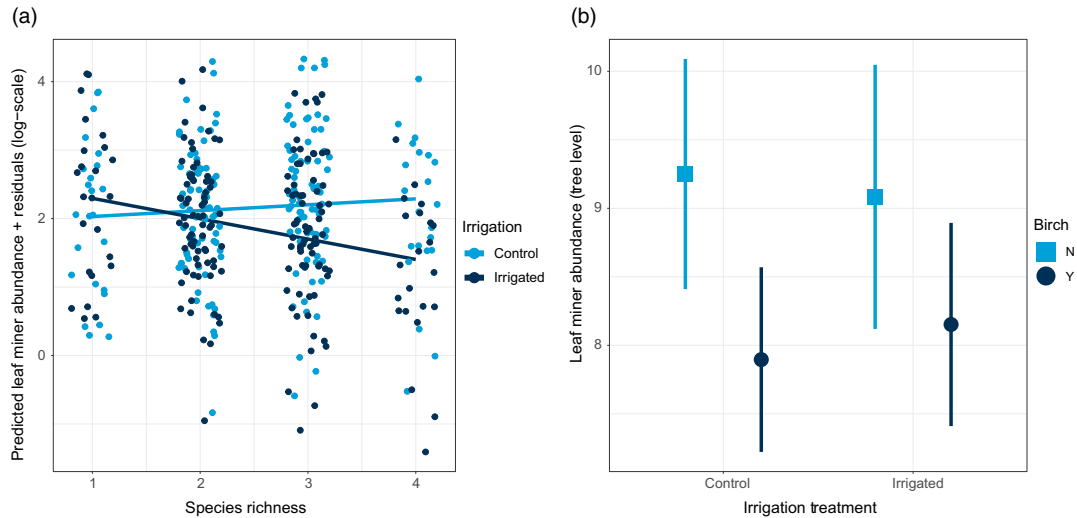 (a)
Predicted leaf miner abundance + residuals (log−scale)
4
2
0
1 2 3 4
Species richness
Irrigation
Control
Irrigated
(b)
Leaf miner abundance (tree level)
10
9
8
Control Irrigated
Irrigation treatment
Birch
N
Y